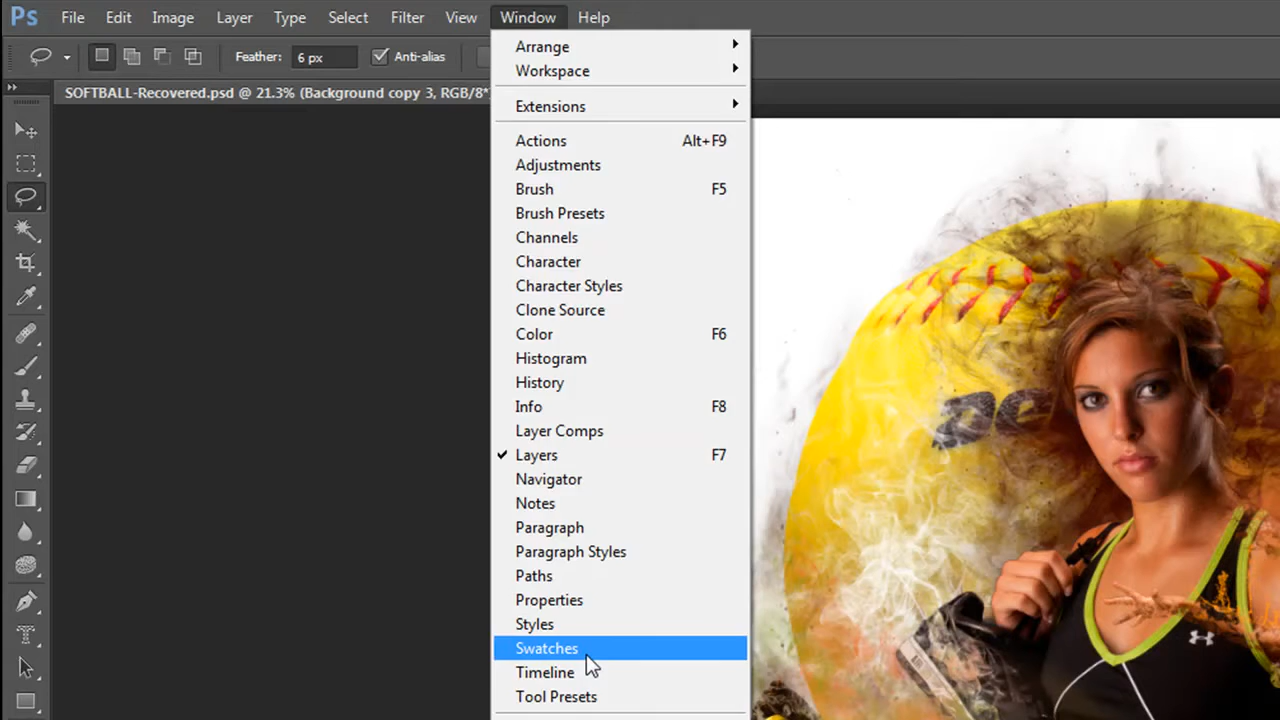 Ps File Edit Image Layer Type Select Filter View Window Help
Feather: 6 px Anti-alias
SOFTBALL-Recovered.psd @ 21.3% (Background copy 3, RGB/8*
Arrange
Workspace
Extensions
Actions Alt+F9
Adjustments
Brush F5
Brush Presets
Channels
Character
Character Styles
Clone Source
Color F6
Histogram
History
Info F8
Layer Comps
Layers F7
Navigator
Notes
Paragraph
Paragraph Styles
Paths
Properties
Styles
Swatches
Timeline
Tool Presets